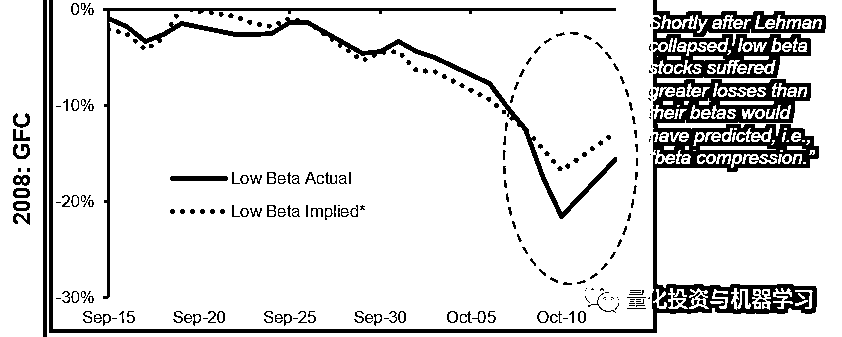 0%
-10%
-20%
-30%
2008: GFC
Low Beta Actual
Low Beta Implied*
Sep-15 Sep-20 Sep-25 Sep-30 Oct-05 Oct-10
Shortly after Lehman
collapsed, low beta
stocks suffered
greater losses than
their betas would
have predicted, i.e.,
"beta compression."
量化投资与机器学习